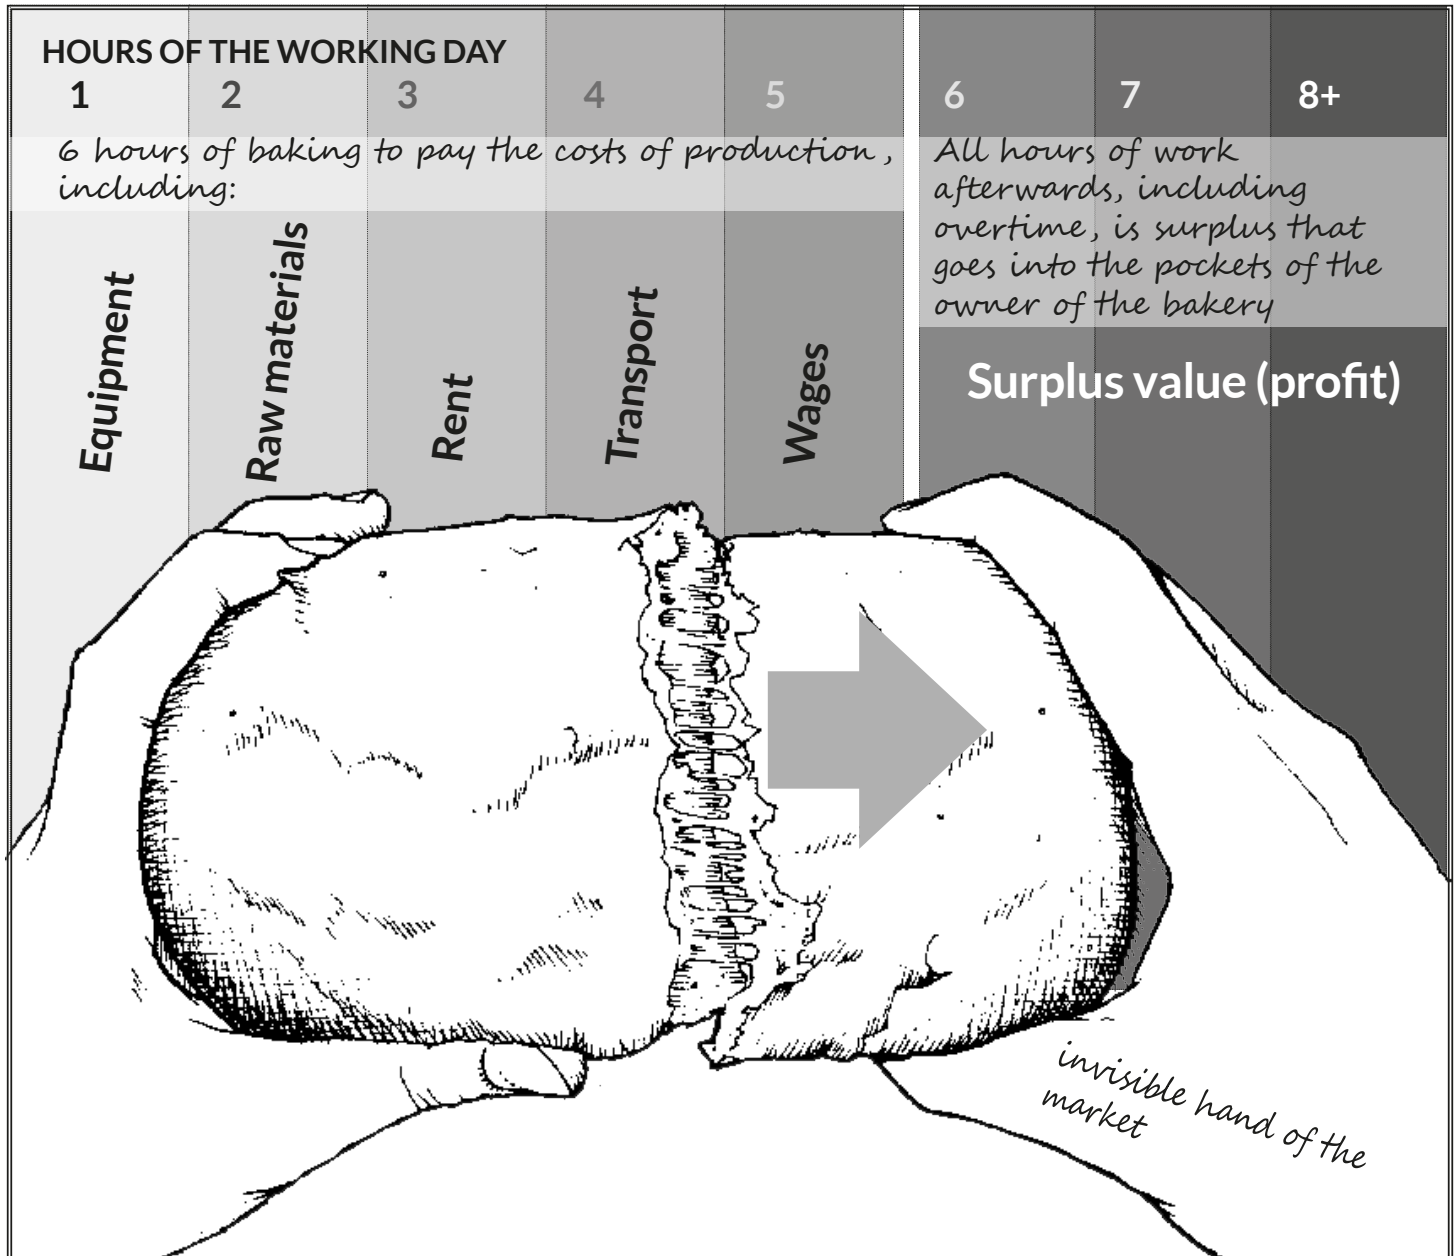 HOURS OF THE WORKING DAY
1 2 3 4 5 6 7 8+
6 hours of baking to pay the costs of production,
including:
All hours of work
afterwards, including
overtime, is surplus that
goes into the pockets of the
owner of the bakery
Equipment
Raw materials
Rent
Transport
Wages
Surplus value (profit)
invisible hand of the
market